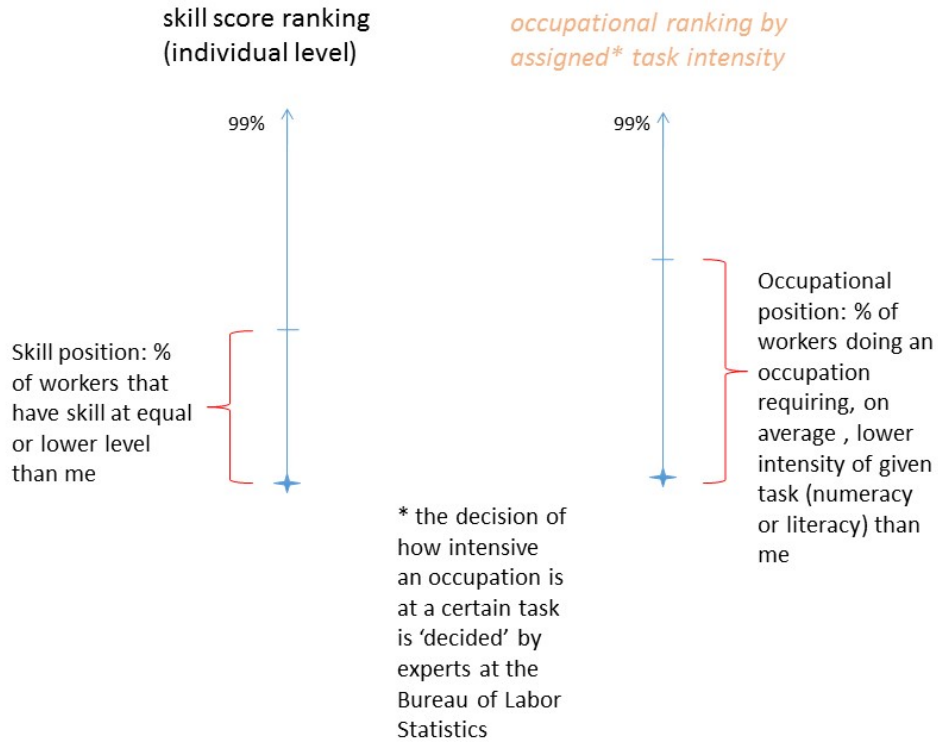 skill score ranking
(individual level)
occupational ranking by
assigned* task intensity
99%
99%
Skill position: %
of workers that
have skill at equal
or lower level
than me
Occupational
position: % of
workers doing an
occupation
requiring, on
average , lower
intensity of given
task (numeracy
or literacy) than
me
* the decision of
how intensive
an occupation is
at a certain task
is ‘decided’ by
experts at the
Bureau of Labor
Statistics